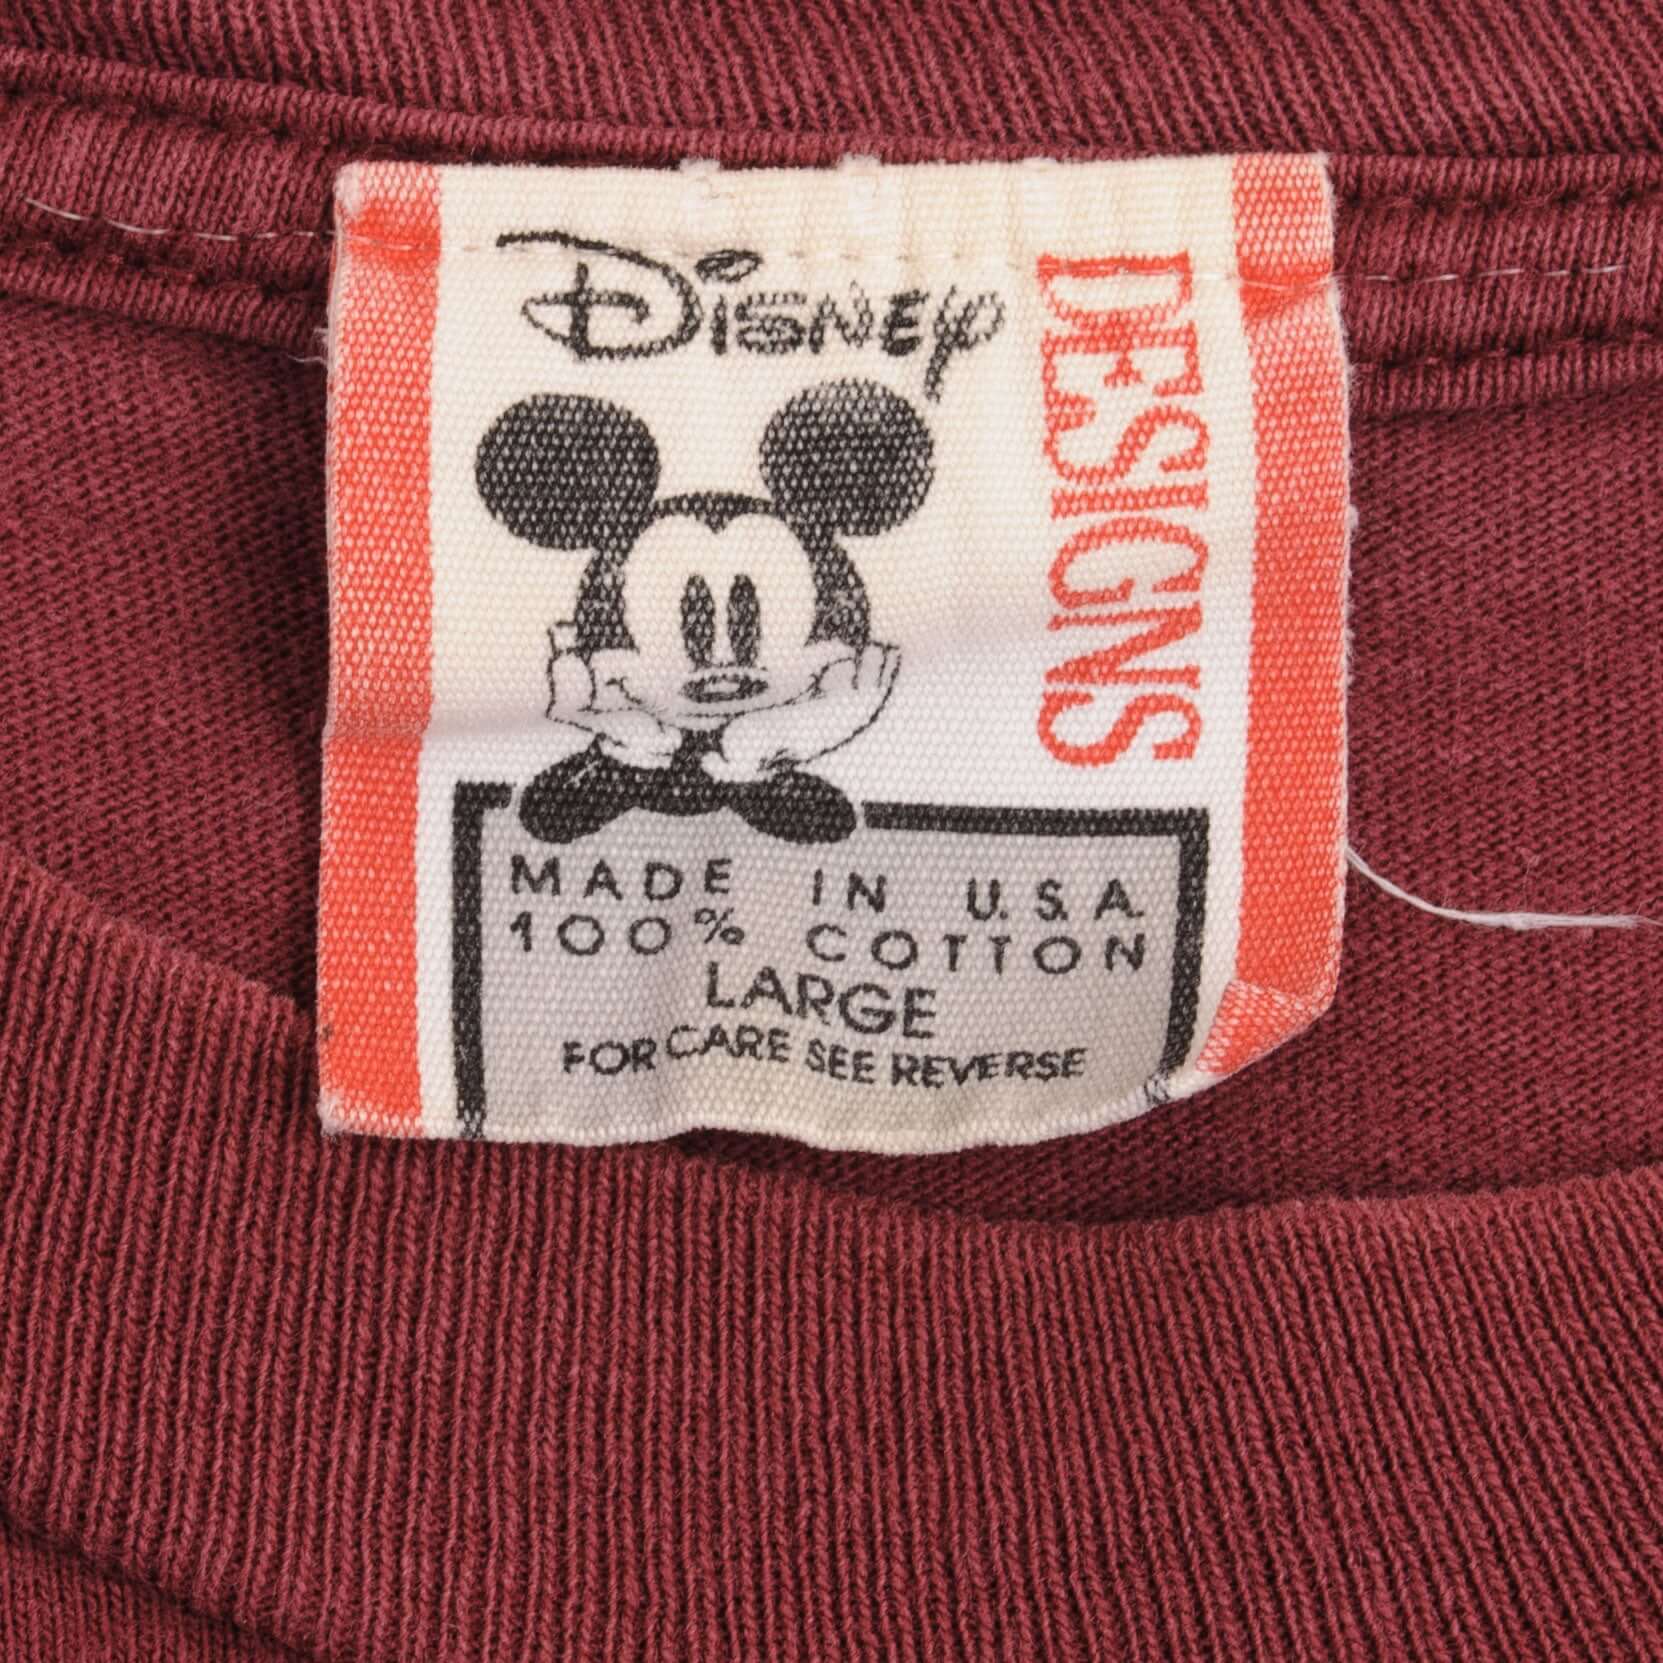 Disney
DESIGNS
MADE IN U.S.A.
100% COTTON
LARGE
FOR CARE SEE REVERSE